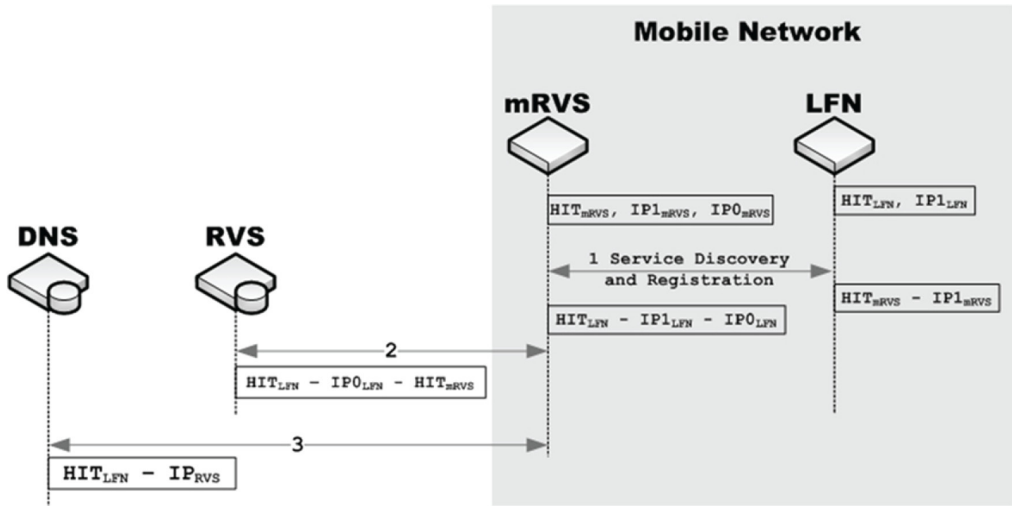 Mobile Network
mRVS
LFN
HITmRVS, IP1mRVS, IP0mRVS
HITLFN, IP1LFN
DNS
RVS
1 Service Discovery
and Registration
HITmRVS - IP1mRVS
HITLFN - IP1LFN - IP0LFN
2
HITLFN - IP0LFN - HITmRVS
3
HITLFN - IPRVS